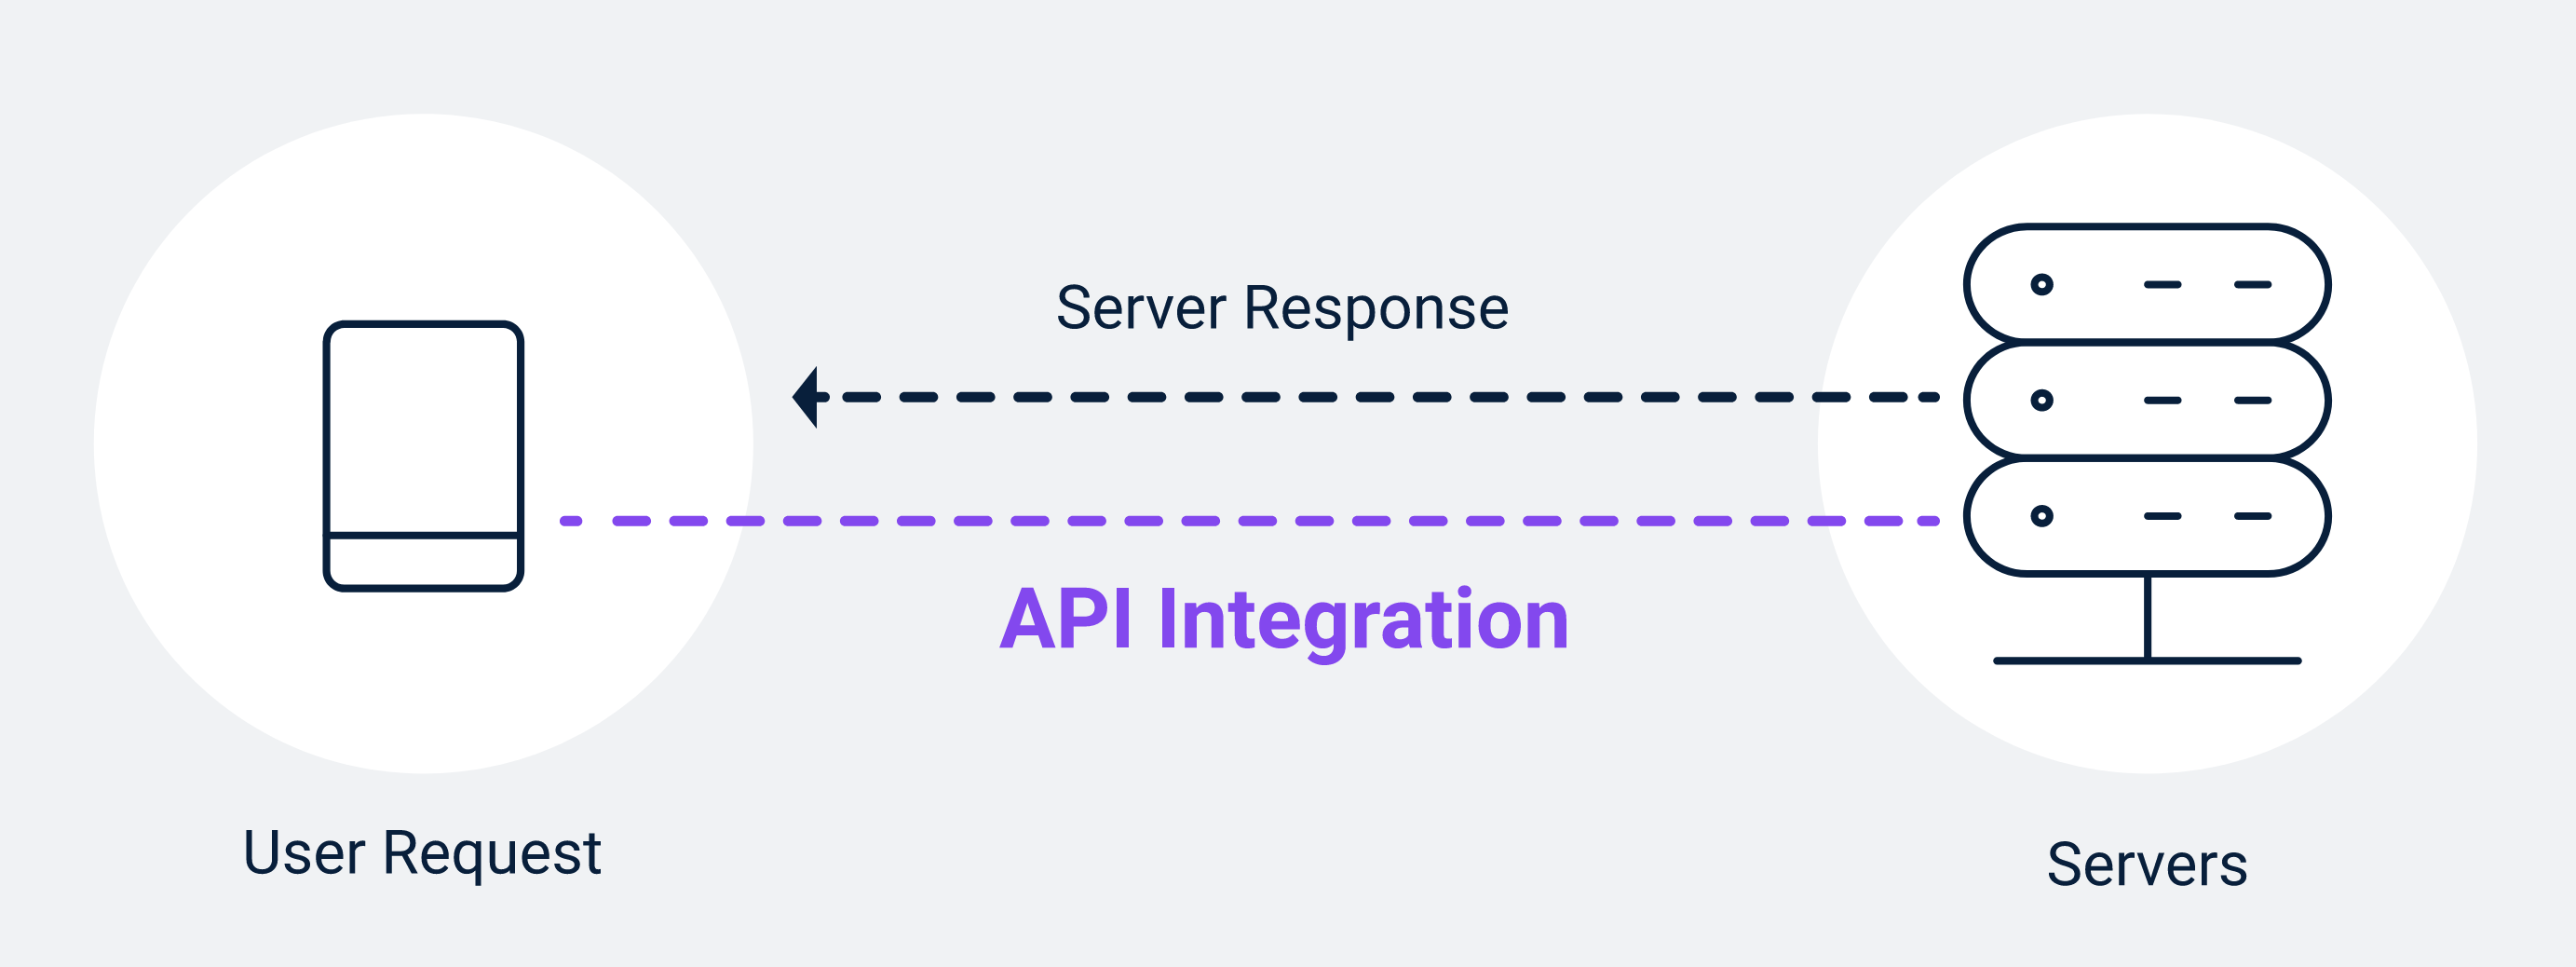 Server Response
API Integration
User Request
Servers